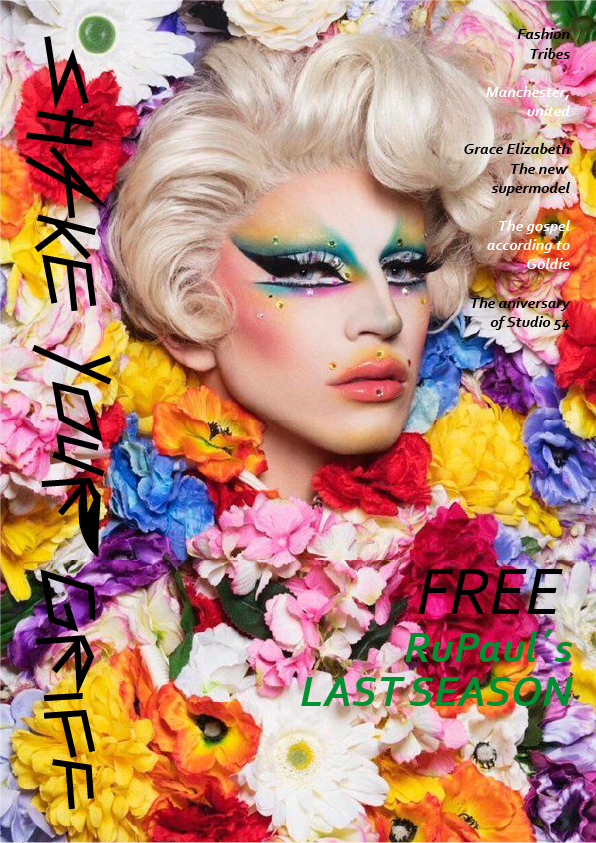 SHAKE YOUR GRIFF
Fashion
Tribes
Manchester,
united
Grace Elizabeth
The new
supermodel
The gospel
according to
Goldie
The aniversary
of Studio 54
FREE
RuPaul´s
LAST SEASON